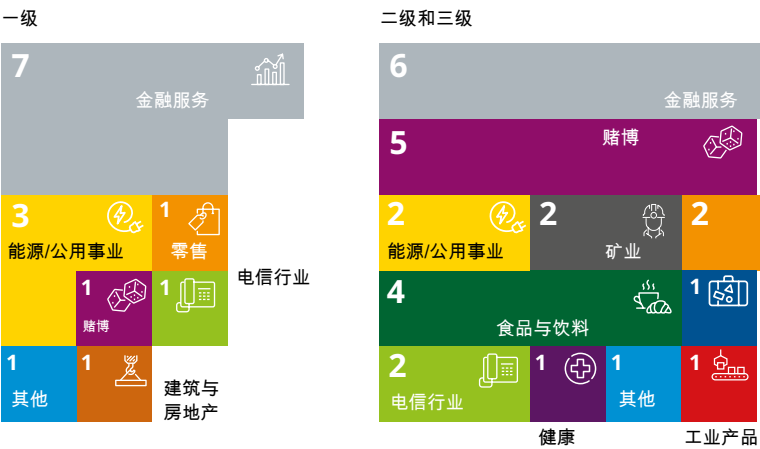 一级
7
金融服务
3
能源/公用事业
1
零售
1
赌博
1
电信行业
1
其他
1
建筑与
房地产
二级和三级
6
金融服务
5
赌博
2
能源/公用事业
2
矿业
2
4
食品与饮料
1
2
电信行业
1
健康
1
其他
1
工业产品